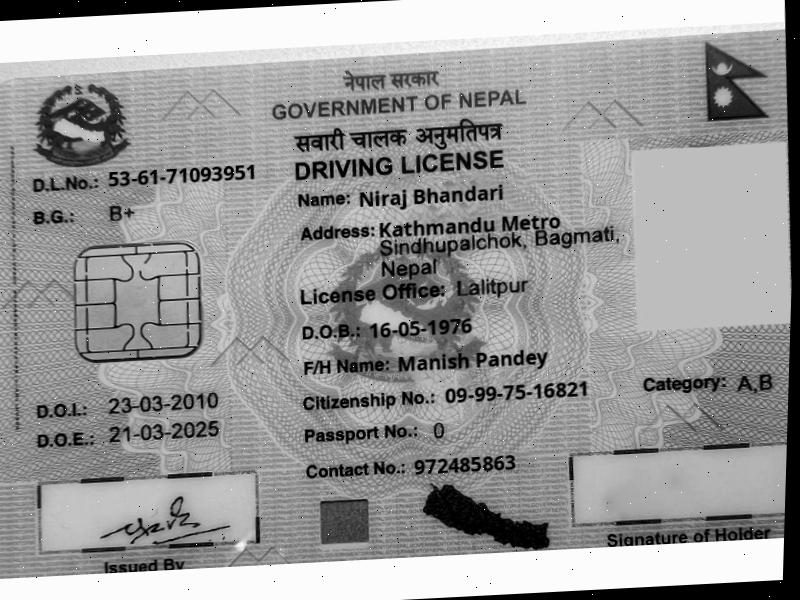 नेपाल सरकार
GOVERNMENT OF NEPAL
सवारी चालक अनुमतिपत्र
DRIVING LICENSE
D.L.No.: 53-61-71093951
B.G.: B+
Name: Niraj Bhandari
Address: Kathmandu Metro
Sindhupalchok, Bagmati,
Nepal
License Office: Lalitpur
D.O.B.: 16-05-1976
F/H Name: Manish Pandey
Citizenship No.: 09-99-75-16821
Category: A,B
D.O.I.: 23-03-2010
D.O.E.: 21-03-2025
Passport No.: 0
Contact No.: 972485863
Issued By
Signature of Holder